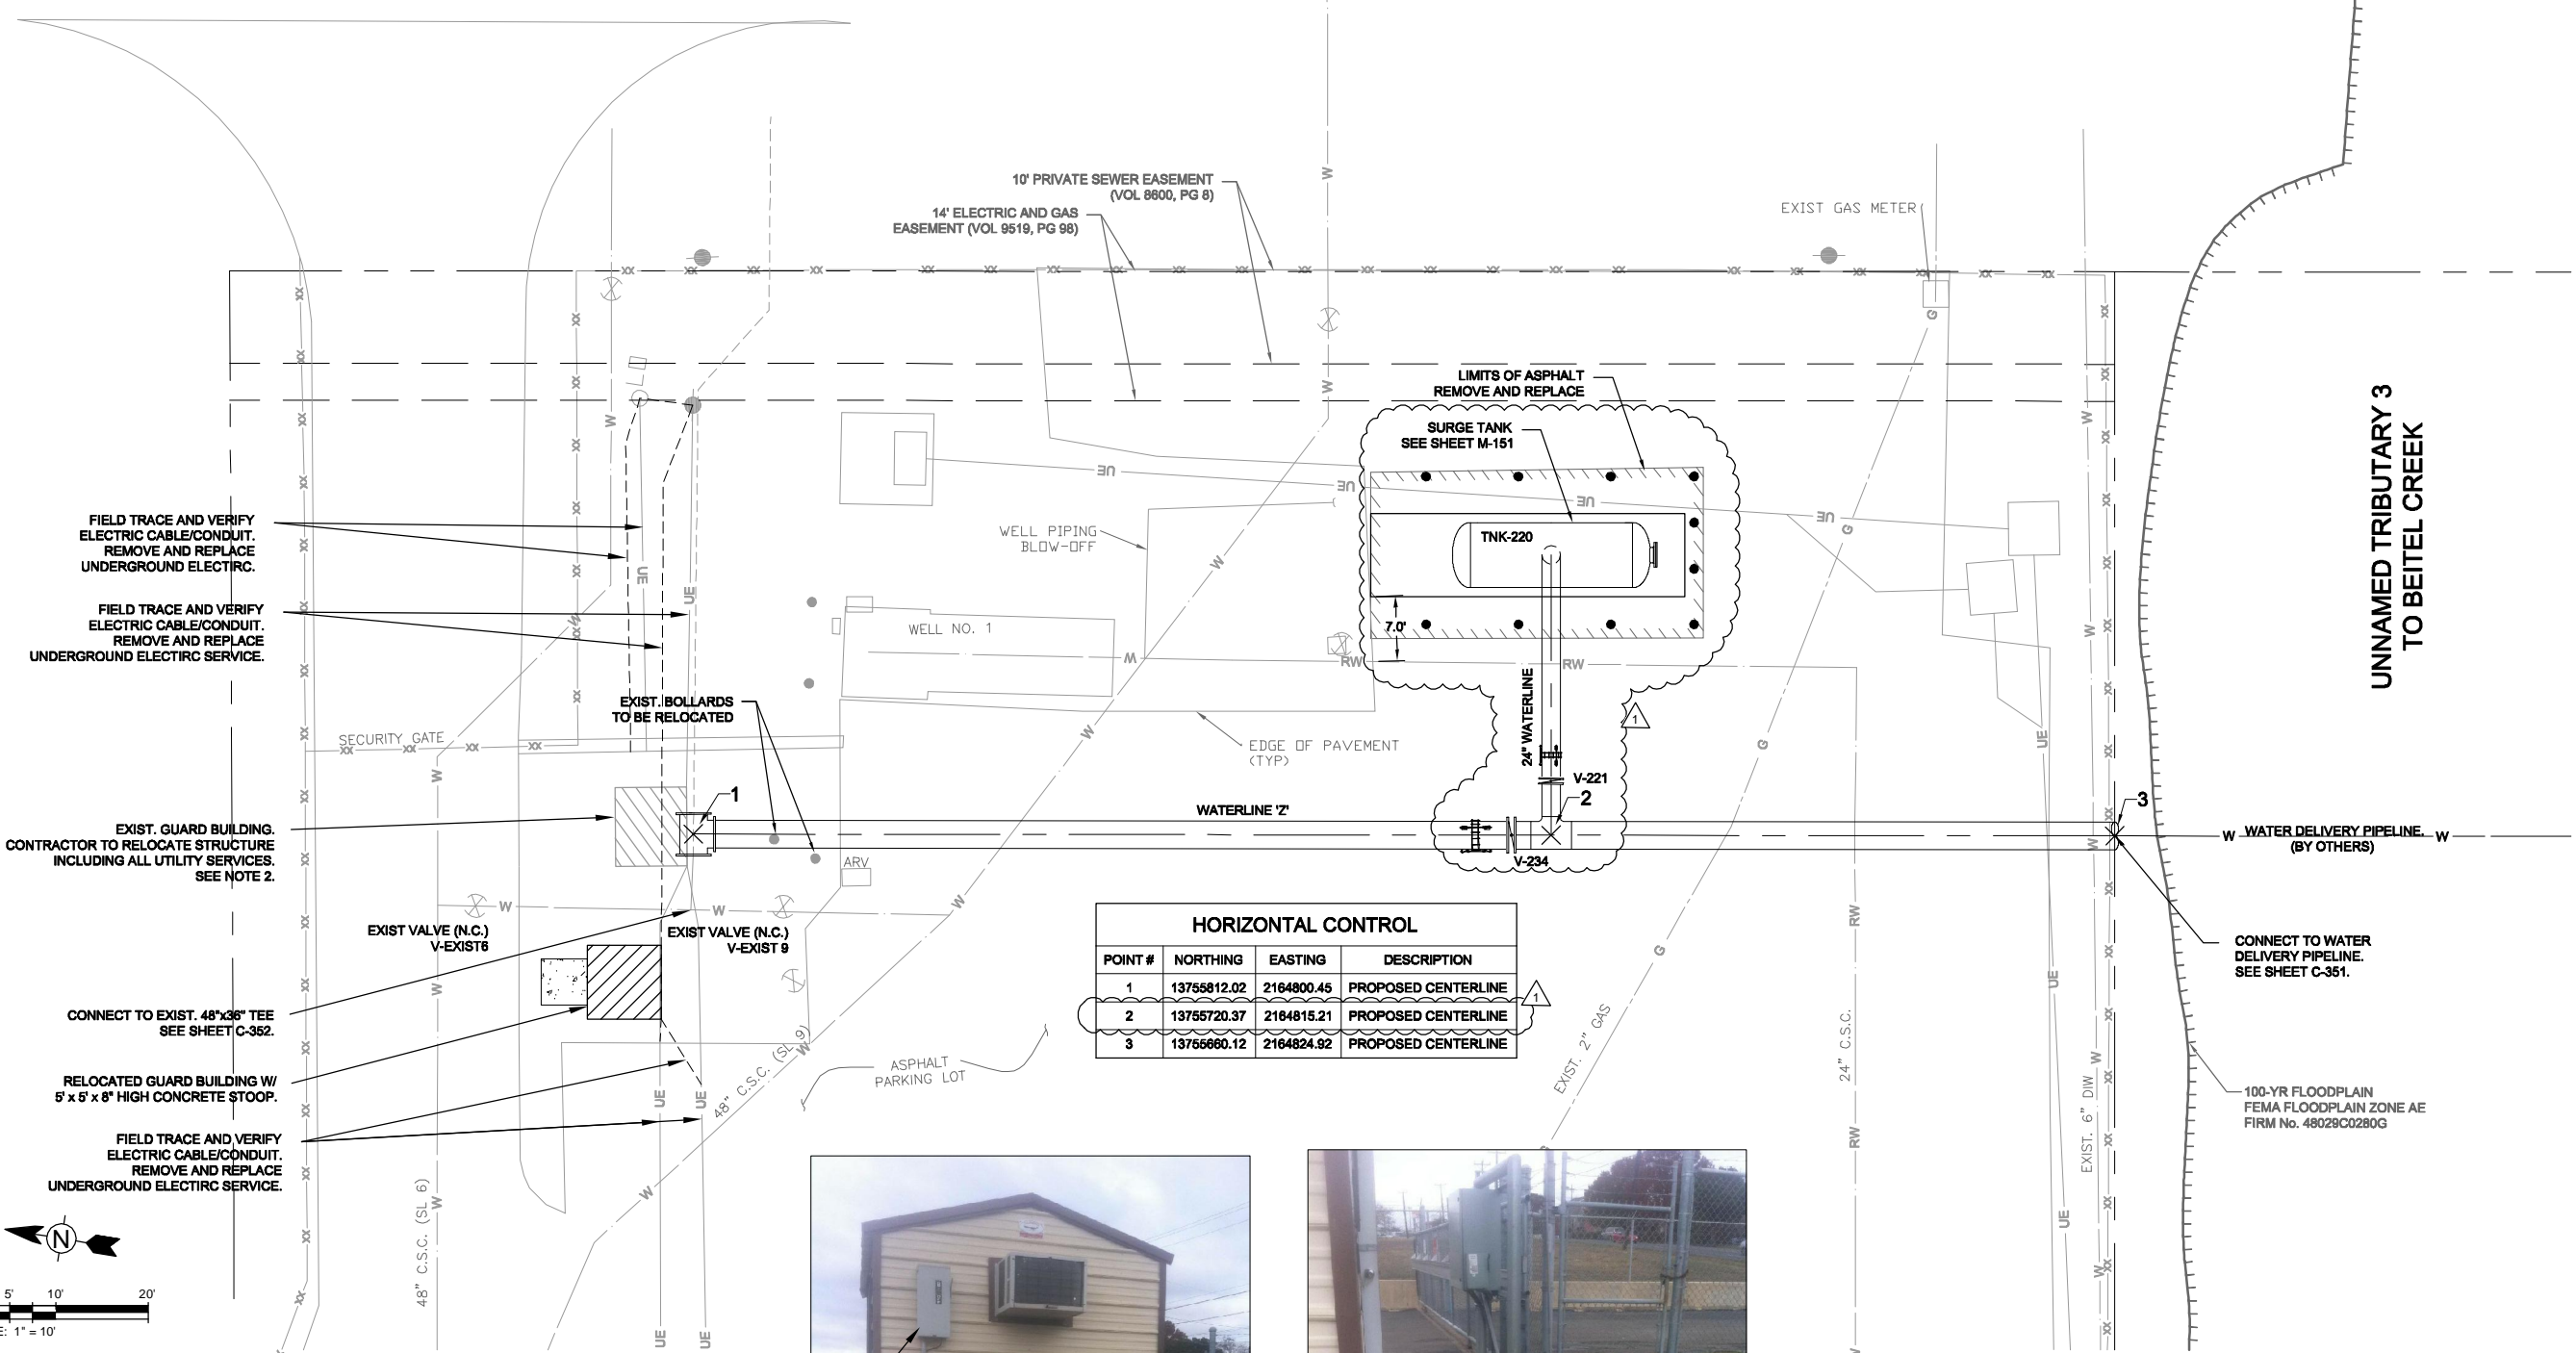 10' PRIVATE SEWER EASEMENT
(VOL 8600, PG 8)
14' ELECTRIC AND GAS
EASEMENT (VOL 9519, PG 98)
EXIST GAS METER
LIMITS OF ASPHALT
REMOVE AND REPLACE
SURGE TANK
SEE SHEET M-151
TNK-220
UNNAMED TRIBUTARY 3
TO BEITEL CREEK
FIELD TRACE AND VERIFY
ELECTRIC CABLE/CONDUIT.
REMOVE AND REPLACE
UNDERGROUND ELECTIRC.
WELL PIPING
BLOW-OFF
FIELD TRACE AND VERIFY
ELECTRIC CABLE/CONDUIT.
REMOVE AND REPLACE
UNDERGROUND ELECTIRC SERVICE.
WELL NO. 1
7.0'
24" WATERLINE
EXIST. BOLLARDS
TO BE RELOCATED
SECURITY GATE
EDGE OF PAVEMENT
(TYP)
1
V-221
1
2
3
WATERLINE 'Z'
V-234
ARV
W WATER DELIVERY PIPELINE. W
(BY OTHERS)
EXIST. GUARD BUILDING.
CONTRACTOR TO RELOCATE STRUCTURE
INCLUDING ALL UTILITY SERVICES.
SEE NOTE 2.
EXIST VALVE (N.C.)
V-EXIST6
EXIST VALVE (N.C.)
V-EXIST 9
HORIZONTAL CONTROL
POINT # NORTHING EASTING DESCRIPTION
1 13755812.02 2164800.45 PROPOSED CENTERLINE
2 13755720.37 2164815.21 PROPOSED CENTERLINE
3 13755660.12 2164824.92 PROPOSED CENTERLINE
1
CONNECT TO WATER
DELIVERY PIPELINE.
SEE SHEET C-351.
CONNECT TO EXIST. 48"x36" TEE
SEE SHEET C-352.
RELOCATED GUARD BUILDING W/
5' x 5' x 8" HIGH CONCRETE STOOP.
FIELD TRACE AND VERIFY
ELECTRIC CABLE/CONDUIT.
REMOVE AND REPLACE
UNDERGROUND ELECTIRC SERVICE.
ASPHALT
PARKING LOT
48" C.S.C. (SL 9)
48" C.S.C. (SL 6)
EXIST. 2" GAS
24" C.S.C.
EXIST. 6" DIW
100-YR FLOODPLAIN
FEMA FLOODPLAIN ZONE AE
FIRM No. 48029C0280G
N
5' 10' 20'
1" = 10'